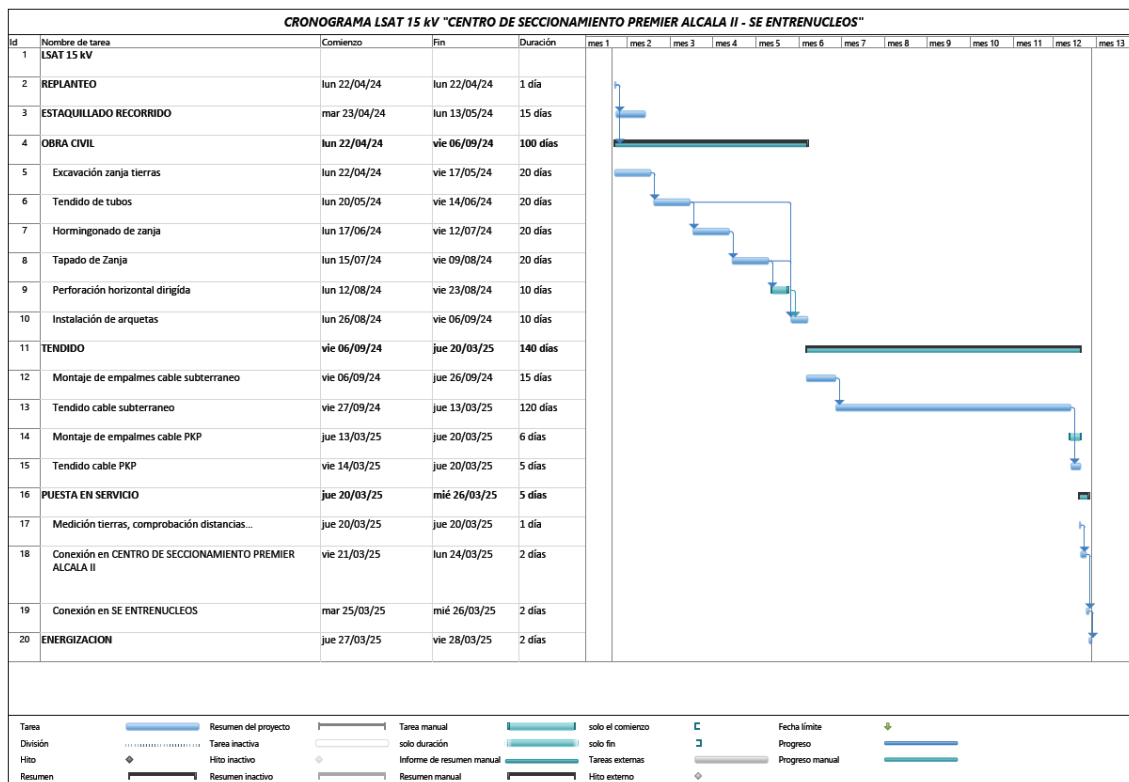 CRONOGRAMA LSAT 15 kV "CENTRO DE SECCIONAMIENTO PREMIER ALCALA II - SE ENTRENUCLEOS"
Id Nombre de tarea Comienzo Fin Duración mes 1 mes 2 mes 3 mes 4 mes 5 mes 6 mes 7 mes 8 mes 9 mes 10 mes 11 mes 12 mes 13
1 LSAT 15 kV
2 REPLANTEO lun 22/04/24 lun 22/04/24 1 día
3 ESTAQUILLADO RECORRIDO mar 23/04/24 lun 13/05/24 15 días
4 OBRA CIVIL lun 22/04/24 vie 06/09/24 100 días
5 Excavación zanja tierras lun 22/04/24 vie 17/05/24 20 días
6 Tendido de tubos lun 20/05/24 vie 14/06/24 20 días
7 Hormingonado de zanja lun 17/06/24 vie 12/07/24 20 días
8 Tapado de Zanja lun 15/07/24 vie 09/08/24 20 días
9 Perforación horizontal dirigída lun 12/08/24 vie 23/08/24 10 días
10 Instalación de arquetas lun 26/08/24 vie 06/09/24 10 días
11 TENDIDO vie 06/09/24 jue 20/03/25 140 días
12 Montaje de empalmes cable subterraneo vie 06/09/24 jue 26/09/24 15 días
13 Tendido cable subterraneo vie 27/09/24 jue 13/03/25 120 días
14 Montaje de empalmes cable PKP jue 13/03/25 jue 20/03/25 6 días
15 Tendido cable PKP vie 14/03/25 jue 20/03/25 5 días
16 PUESTA EN SERVICIO jue 20/03/25 mié 26/03/25 5 días
17 Medición tierras, comprobación distancias... jue 20/03/25 jue 20/03/25 1 día
18 Conexión en CENTRO DE SECCIONAMIENTO PREMIER vie 21/03/25 lun 24/03/25 2 días
ALCALA II
19 Conexión en SE ENTRENUCLEOS mar 25/03/25 mié 26/03/25 2 días
20 ENERGIZACION jue 27/03/25 vie 28/03/25 2 días
Tarea Resumen del proyecto Tarea manual solo el comienzo Fecha límite
División Tarea inactiva solo duración solo fin Progreso
Hito Hito inactivo Informe de resumen manual Tareas externas Progreso manual
Resumen Resumen inactivo Resumen manual Hito externo